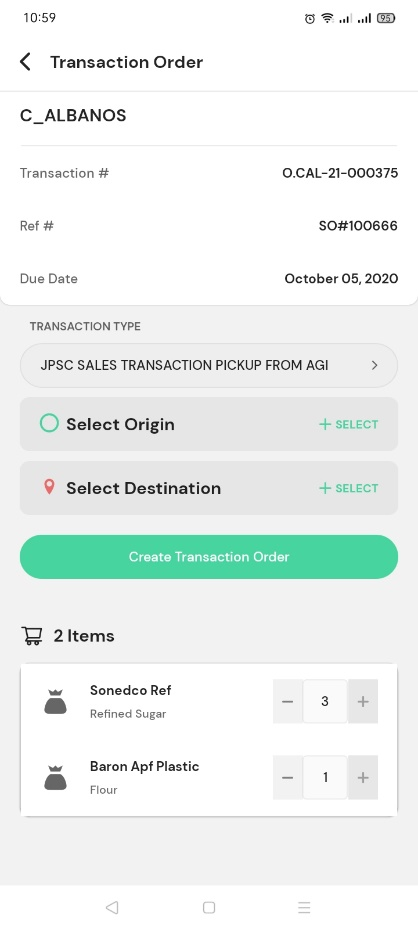 10:59
95
Transaction Order
C_ALBANOS
Transaction # O.CAL-21-000375
Ref # SO#100666
Due Date October 05, 2020
TRANSACTION TYPE
JPSC SALES TRANSACTION PICKUP FROM AGI
Select Origin + SELECT
Select Destination + SELECT
Create Transaction Order
2 Items
Sonedco Ref
Refined Sugar
− 3 +
Baron Apf Plastic
Flour
− 1 +